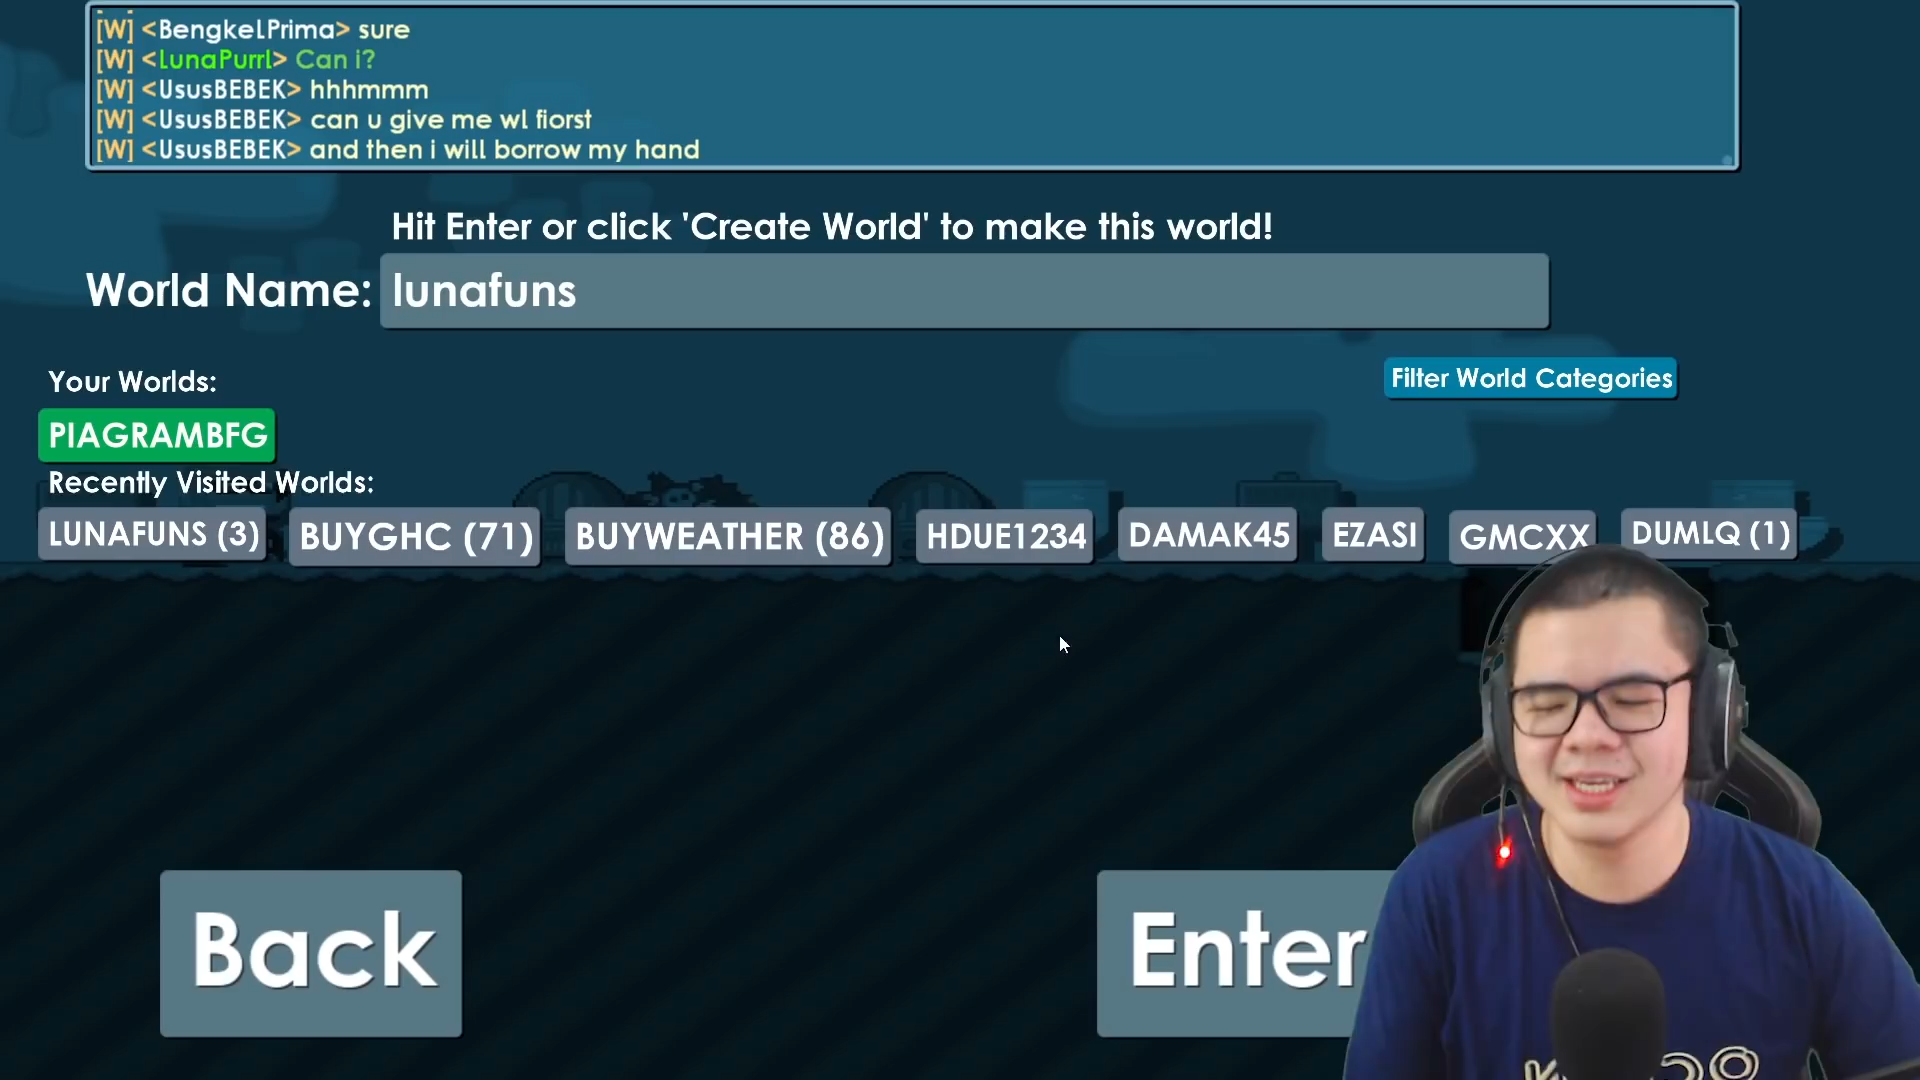 [W] <BengkeLPrima> sure
[W] <LunaPurrl> Can i?
[W] <UsusBEBEK> hhhmmm
[W] <UsusBEBEK> can u give me wl fiorst
[W] <UsusBEBEK> and then i will borrow my hand
Hit Enter or click 'Create World' to make this world!
World Name: lunafuns
Filter World Categories
Your Worlds:
PIAGRAMBFG
Recently Visited Worlds:
LUNAFUNS (3) BUYGHC (71) BUYWEATHER (86) HDUE1234 DAMAK45 EZASI GMCXX DUMLQ (1)
Back Enter